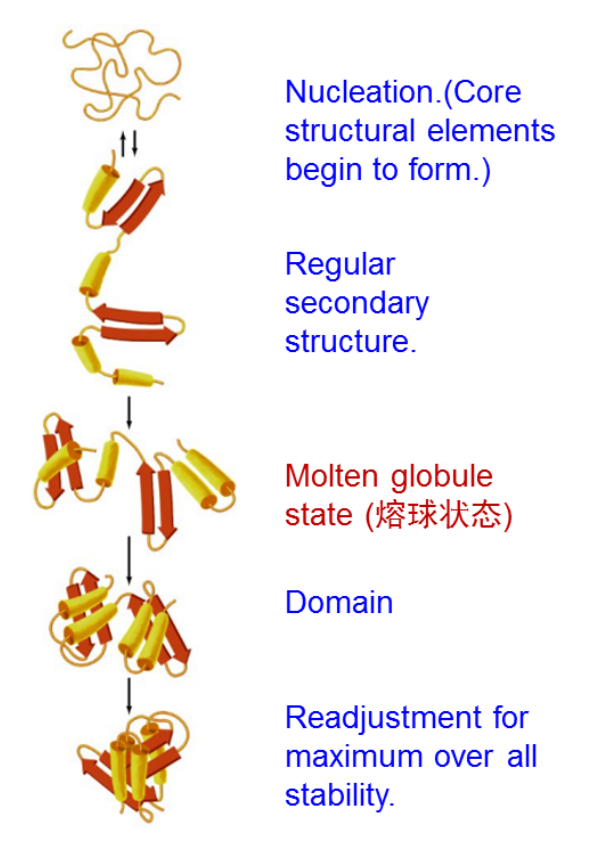 Nucleation.(Core
structural elements
begin to form.)
Regular
secondary
structure.
Molten globule
state (熔球状态)
Domain
Readjustment for
maximum over all
stability.